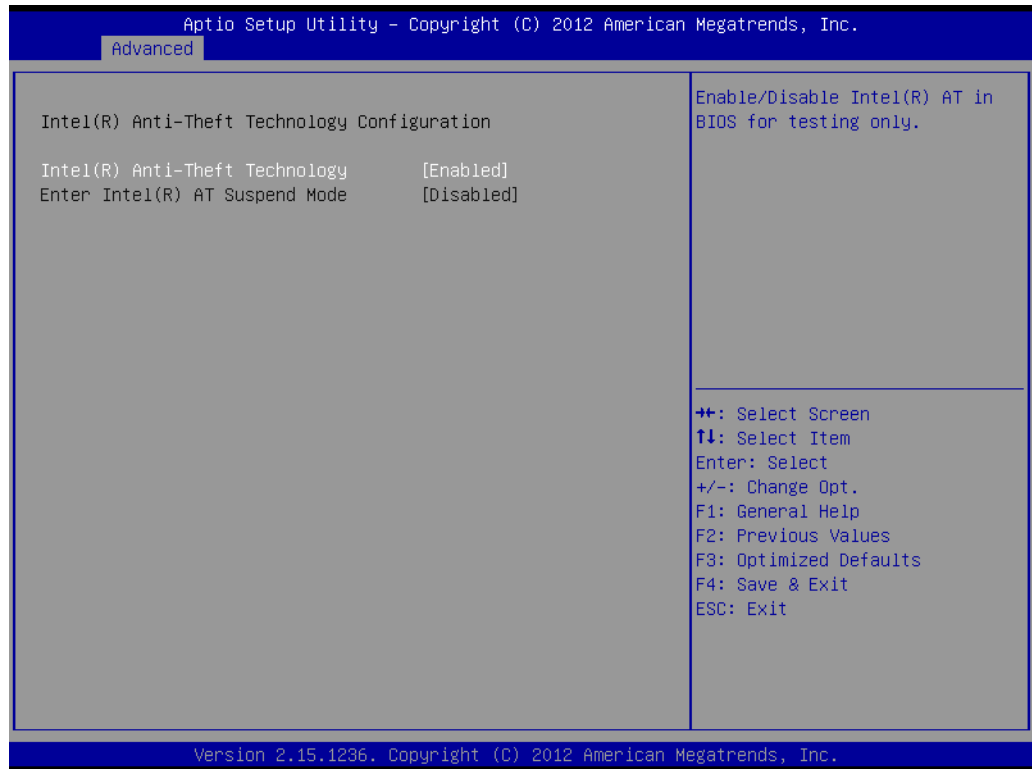 Aptio Setup Utility – Copyright (C) 2012 American Megatrends, Inc.
Advanced
Intel(R) Anti-Theft Technology Configuration
Intel(R) Anti-Theft Technology [Enabled]
Enter Intel(R) AT Suspend Mode [Disabled]
Enable/Disable Intel(R) AT in
BIOS for testing only.
→←: Select Screen
↑↓: Select Item
Enter: Select
+/-: Change Opt.
F1: General Help
F2: Previous Values
F3: Optimized Defaults
F4: Save & Exit
ESC: Exit
Version 2.15.1236. Copyright (C) 2012 American Megatrends, Inc.